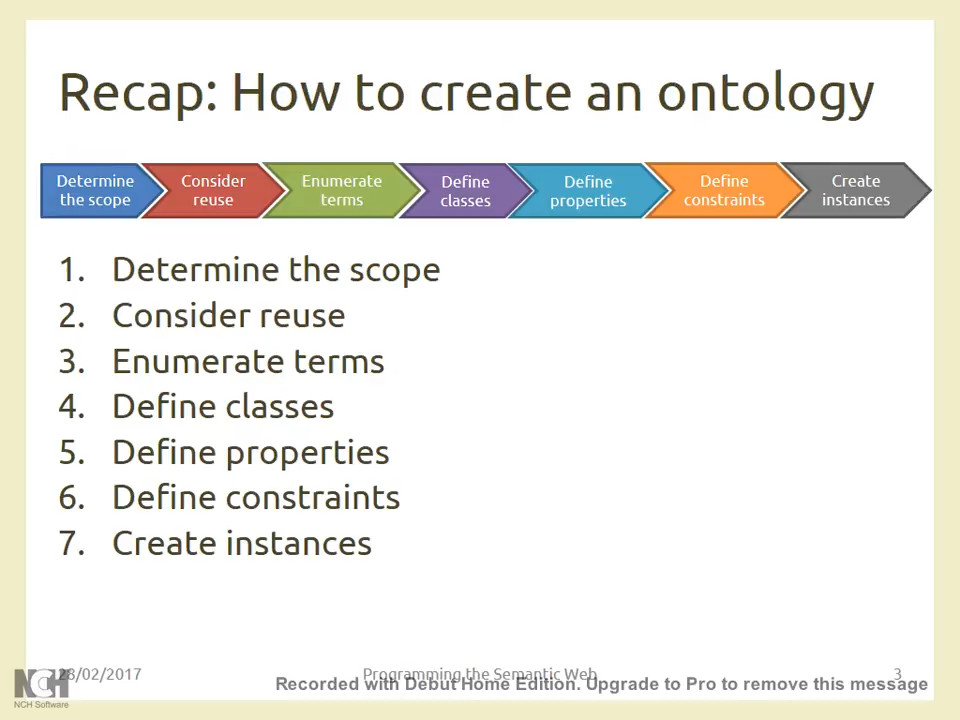 Recap: How to create an ontology
Determine the scope
Consider reuse
Enumerate terms
Define classes
Define properties
Define constraints
Create instances
1. Determine the scope
2. Consider reuse
3. Enumerate terms
4. Define classes
5. Define properties
6. Define constraints
7. Create instances
28/02/2017
Programming the Semantic Web
3
Recorded with Debut Home Edition. Upgrade to Pro to remove this message
NCH
NCH Software